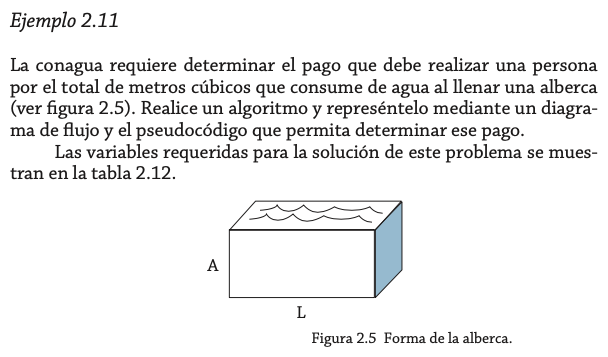 Ejemplo 2.11
La conagua requiere determinar el pago que debe realizar una persona
por el total de metros cúbicos que consume de agua al llenar una alberca
(ver figura 2.5). Realice un algoritmo y represéntelo mediante un diagra-
ma de flujo y el pseudocódigo que permita determinar ese pago.
Las variables requeridas para la solución de este problema se mues-
tran en la tabla 2.12.
A
L
Figura 2.5 Forma de la alberca.